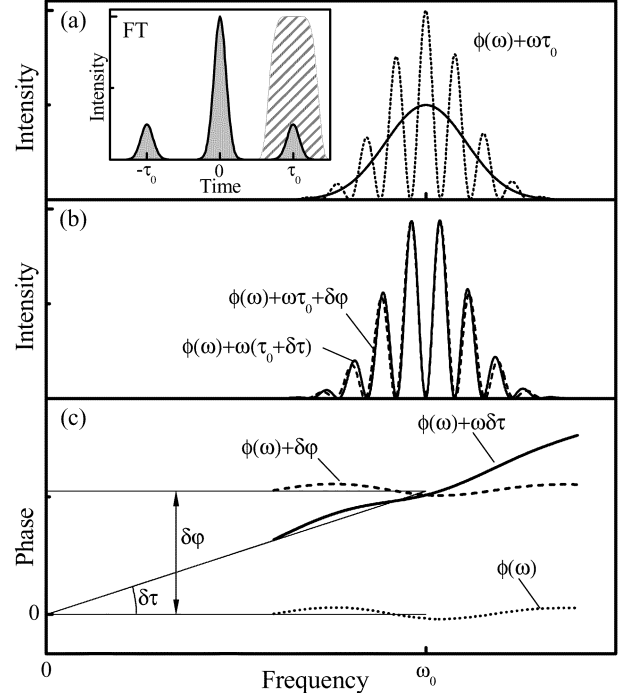 (a)
FT
Intensity
-τ0
0
τ0
Time
Intensity
ϕ(ω)+ωτ0
(b)
Intensity
ϕ(ω)+ωτ0+δφ
ϕ(ω)+ω(τ0+δτ)
(c)
ϕ(ω)+ωδτ
ϕ(ω)+δφ
Phase
δφ
ϕ(ω)
δτ
0
0
ω0
Frequency